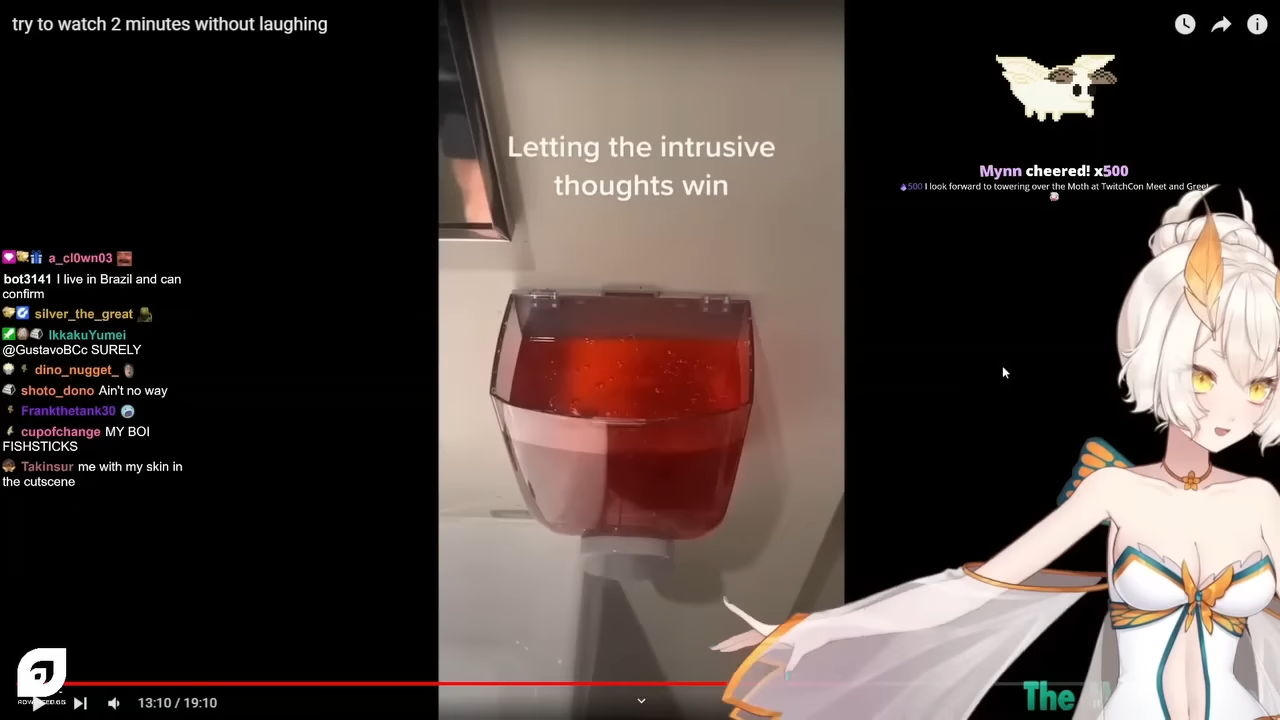 try to watch 2 minutes without laughing
Letting the intrusive
thoughts win
Mynn cheered! x500
500 I look forward to towering over the Moth at TwitchCon Meet and Greet
a_cl0wn03
bot3141 I live in Brazil and can
confirm
silver_the_great
IkkakuYumei
@GustavoBCc SURELY
dino_nugget_
shoto_dono Ain't no way
Frankthetank30
cupofchange MY BOI
FISHSTICKS
Takinsur me with my skin in
the cutscene
13:10 / 19:10
The